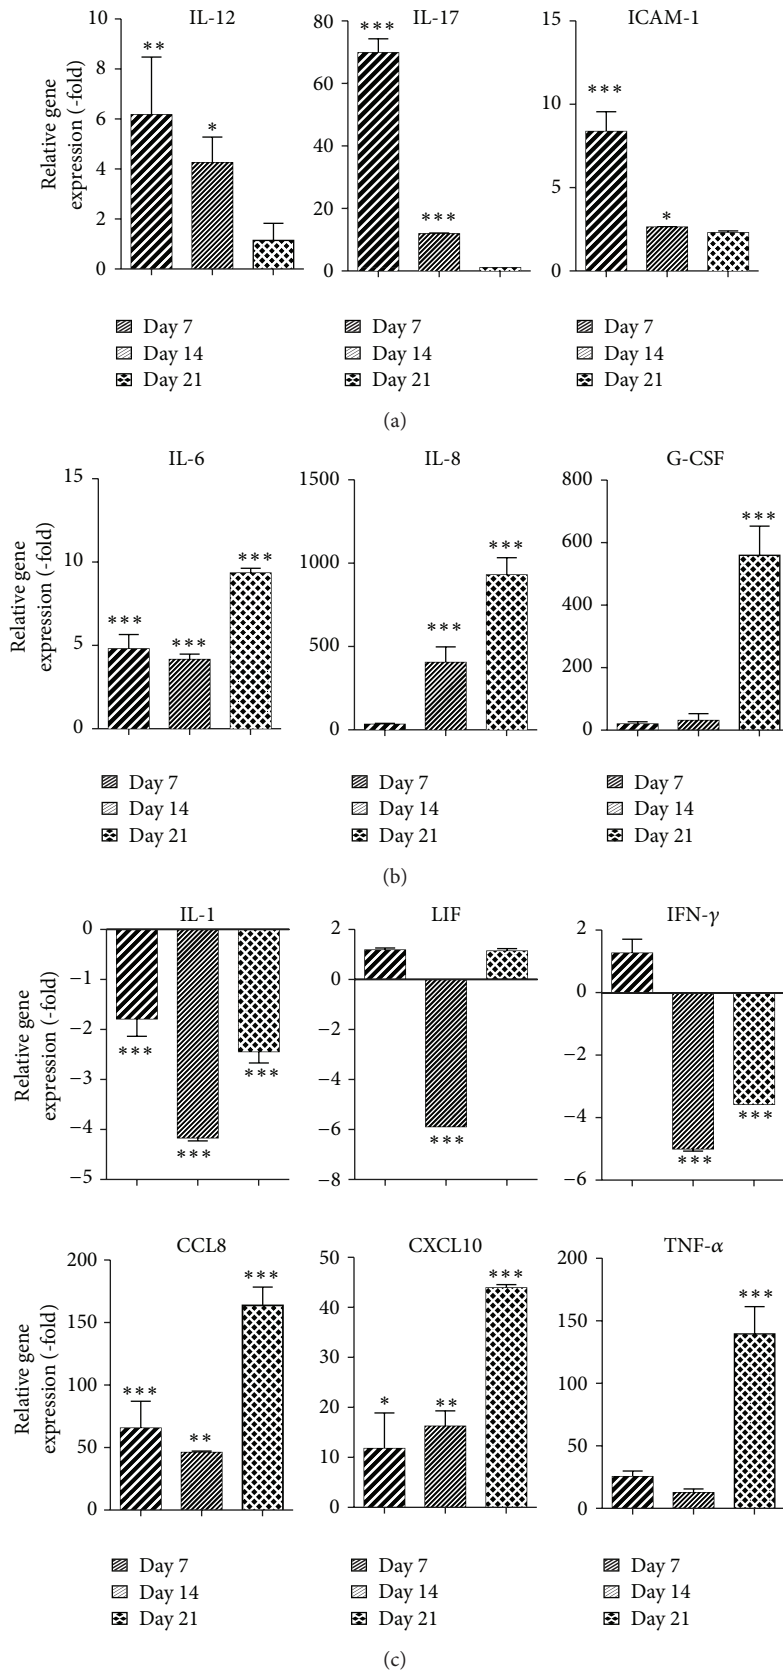 IL-12 IL-17 ICAM-1
Relative gene
expression (-fold)
10 8 6 4 2 0
** *
80 60 40 20 0
*** ***
15 10 5 0
*** *
Day 7 Day 7 Day 7
Day 14 Day 14 Day 14
Day 21 Day 21 Day 21
(a)
IL-6 IL-8 G-CSF
Relative gene
expression (-fold)
15 10 5 0
*** *** ***
1500 1000 500 0
*** ***
800 600 400 200 0
***
Day 7 Day 7 Day 7
Day 14 Day 14 Day 14
Day 21 Day 21 Day 21
(b)
IL-1 LIF IFN-γ
Relative gene
expression (-fold)
0 −1 −2 −3 −4 −5
*** *** ***
2 0 −2 −4 −6 −8
***
2 0 −2 −4 −6
*** ***
CCL8 CXCL10 TNF-α
Relative gene
expression (-fold)
200 150 100 50 0
*** ** ***
50 40 30 20 10 0
* ** ***
200 150 100 50 0
***
Day 7 Day 7 Day 7
Day 14 Day 14 Day 14
Day 21 Day 21 Day 21
(c)